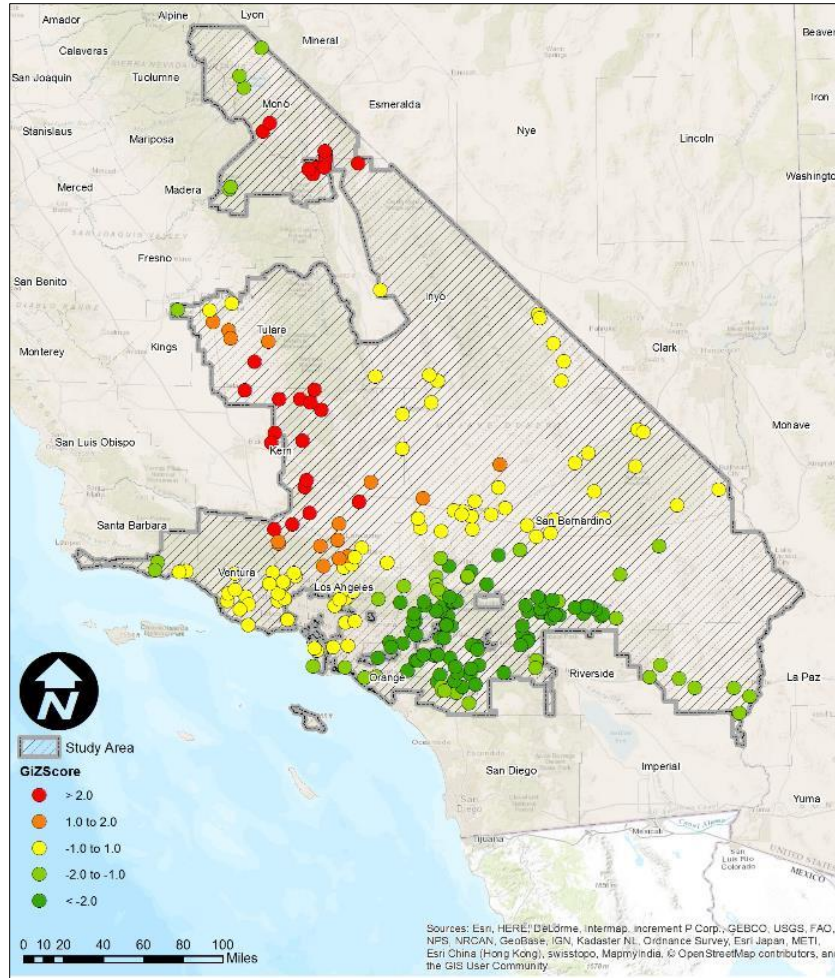 Amador
Alpine
Lyon
Beaver
Calaveras
Mineral
San Joaquin
Tuolumne
Iron
Mono
Esmeralda
Stanislaus
Mariposa
Nye
Lincoln
Merced
Madera
Washington
Fresno
San Benito
Inyo
Tulare
Kings
Clark
Monterey
Mohave
San Luis Obispo
Kern
Santa Barbara
San Bernardino
Ventura
Los Angeles
Orange
Riverside
La Paz
N
Study Area
San Diego
Imperial
GiZScore
> 2.0
Yuma
1.0 to 2.0
Tijuana
Mexicali
-1.0 to 1.0
UNITED STATES
MEXICO
-2.0 to -1.0
< -2.0
0 10 20 40 60 80 100
Miles
Sources: Esri, HERE, DeLorme, Intermap, increment P Corp., GEBCO, USGS, FAO,
NPS, NRCAN, GeoBase, IGN, Kadaster NL, Ordnance Survey, Esri Japan, METI,
Esri China (Hong Kong), swisstopo, MapmyIndia, © OpenStreetMap contributors, and
the GIS User Community